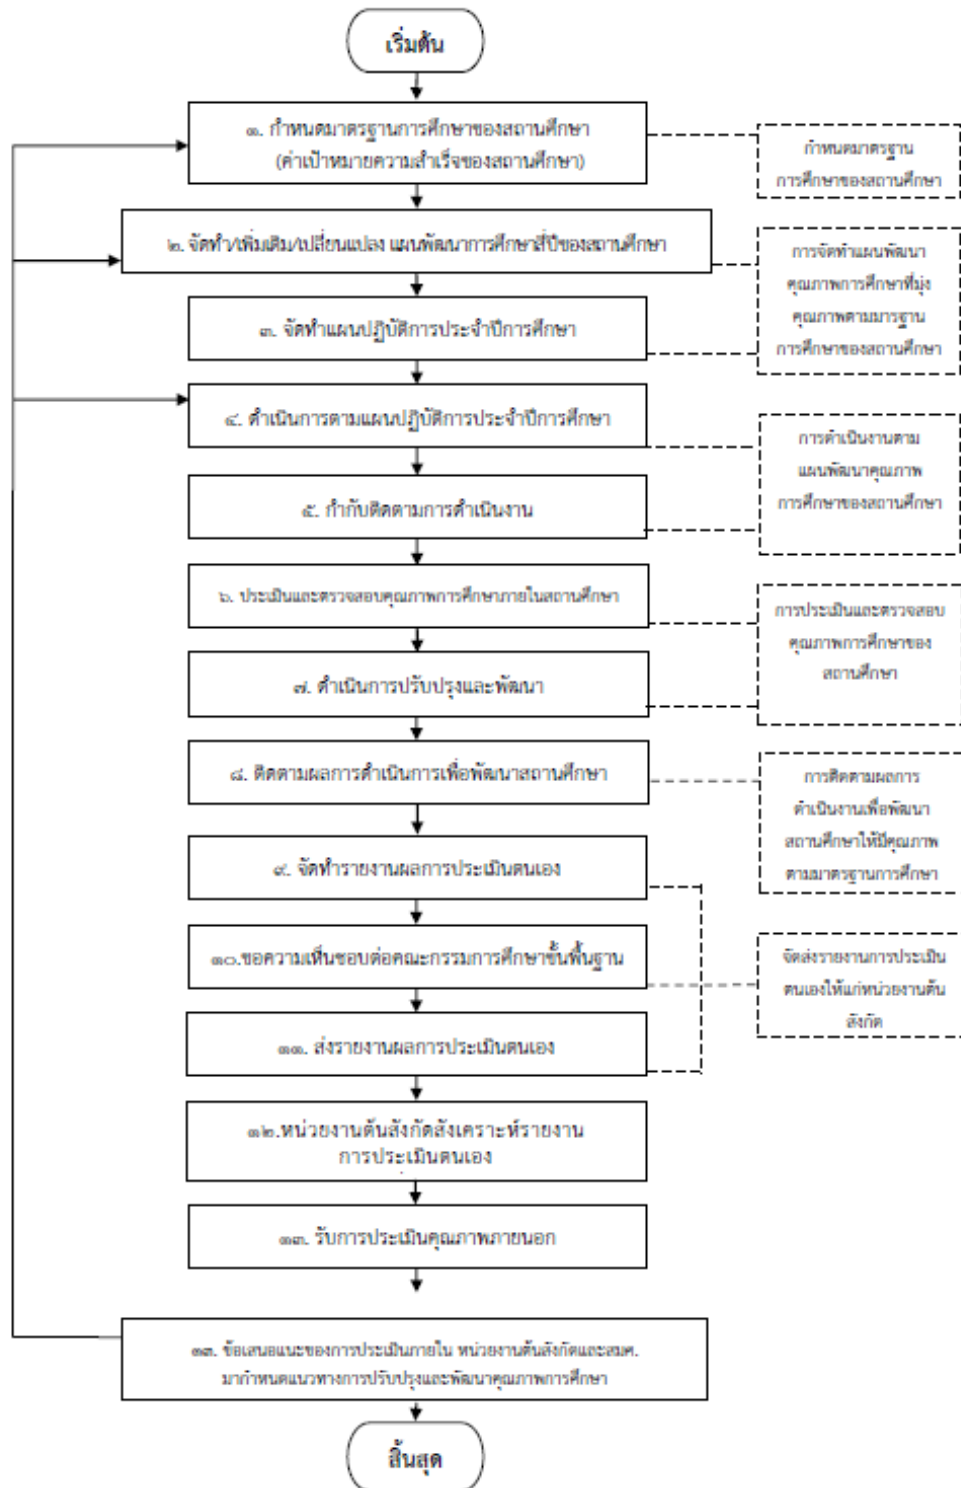 เริ่มต้น
๑. กำหนดมาตรฐานการศึกษาของสถานศึกษา
(ค่าเป้าหมายความสำเร็จของสถานศึกษา)
กำหนดมาตรฐาน
การศึกษาของสถานศึกษา
๒. จัดทำ/เพิ่มเติม/เปลี่ยนแปลง แผนพัฒนาการศึกษาสี่ปีของสถานศึกษา
การจัดทำแผนพัฒนา
คุณภาพการศึกษาที่มุ่ง
คุณภาพตามมารฐาน
การศึกษาของสถานศึกษา
๓. จัดทำแผนปฏิบัติการประจำปีการศึกษา
๔. ดำเนินการตามแผนปฏิบัติการประจำปีการศึกษา
การดำเนินงานตาม
แผนพัฒนาคุณภาพ
การศึกษาของสถานศึกษา
๕. กำกับติดตามการดำเนินงาน
๖. ประเมินและตรวจสอบคุณภาพการศึกษาภายในสถานศึกษา
การประเมินและตรวจสอบ
คุณภาพการศึกษาของ
สถานศึกษา
๗. ดำเนินการปรับปรุงและพัฒนา
๘. ติดตามผลการดำเนินการเพื่อพัฒนาสถานศึกษา
การติดตามผลการ
ดำเนินงานเพื่อพัฒนา
สถานศึกษาให้มีคุณภาพ
ตามมาตรฐานการศึกษา
๙. จัดทำรายงานผลการประเมินตนเอง
๑๐.ขอความเห็นชอบต่อคณะกรรมการศึกษาขั้นพื้นฐาน
จัดส่งรายงานการประเมิน
ตนเองให้แก่หน่วยงานต้น
สังกัด
๑๑. ส่งรายงานผลการประเมินตนเอง
๑๒.หน่วยงานต้นสังกัดสังเคราะห์รายงาน
การประเมินตนเอง
๑๓. รับการประเมินคุณภาพภายนอก
๑๓. ข้อเสนอแนะของการประเมินภายใน หน่วยงานต้นสังกัดและสมศ.
มากำหนดแนวทางการปรับปรุงและพัฒนาคุณภาพการศึกษา
สิ้นสุด